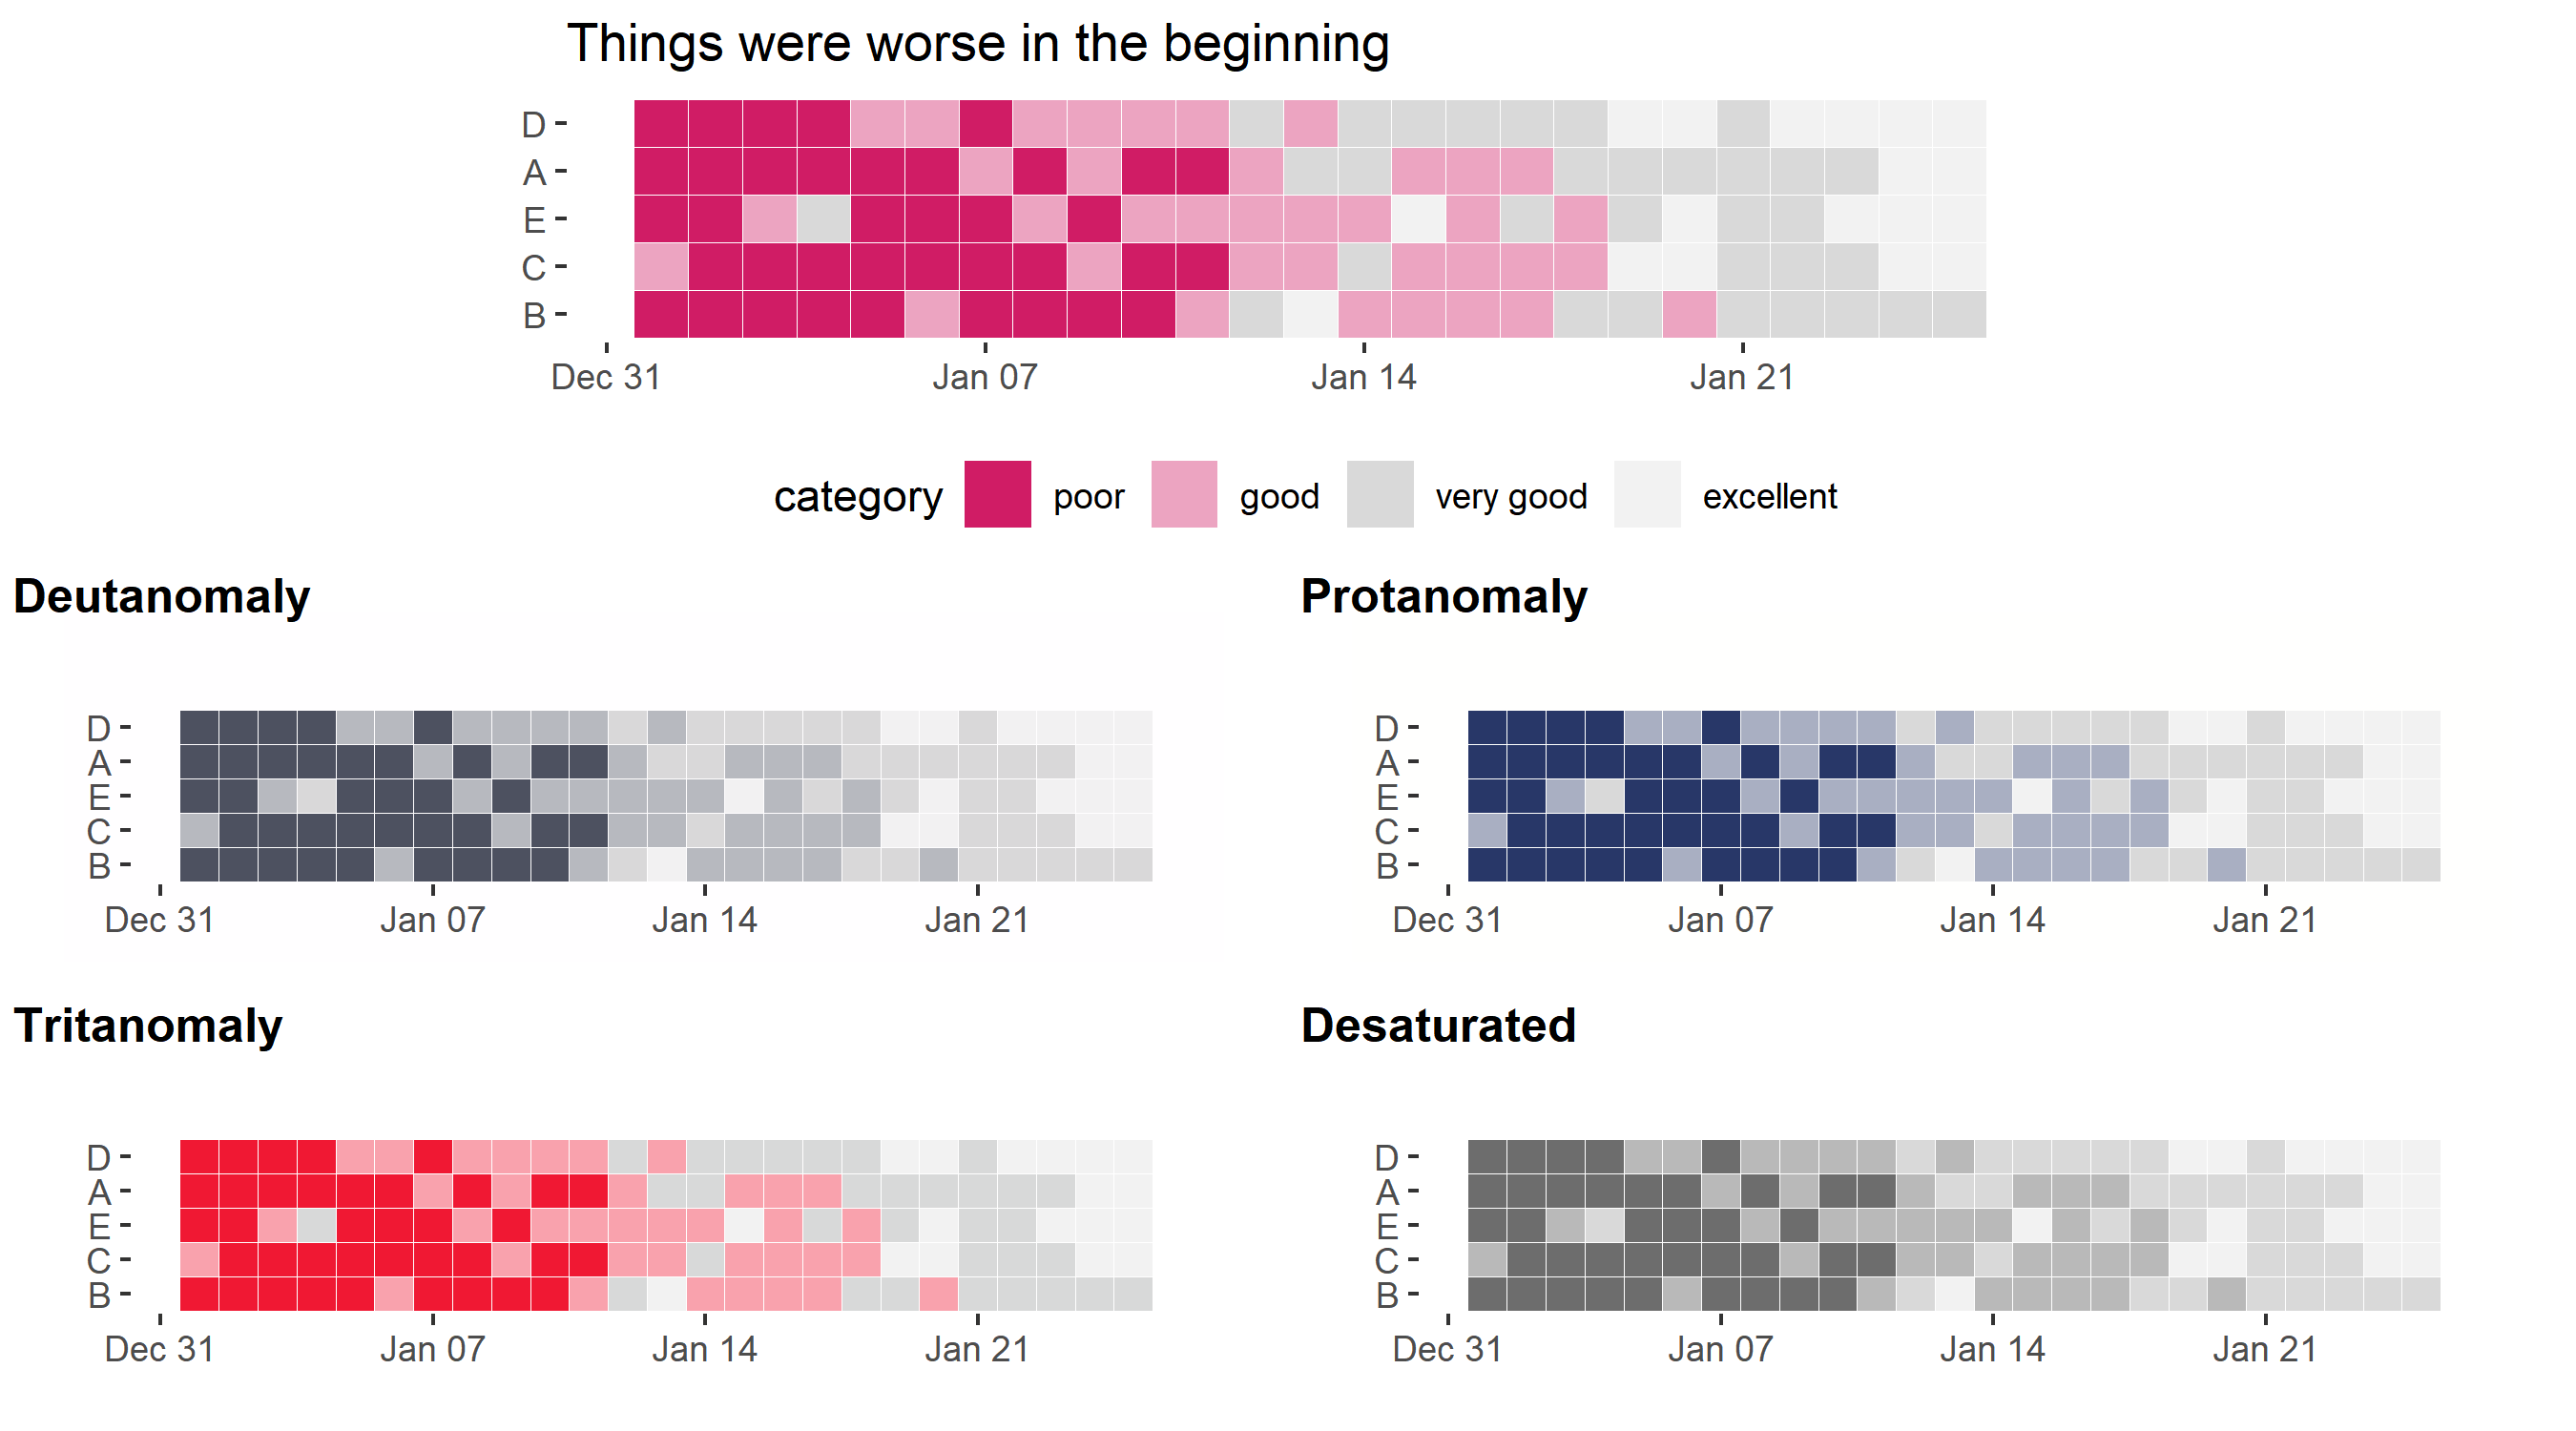 Things were worse in the beginning
D
A
E
C
B
Dec 31 Jan 07 Jan 14 Jan 21
category poor good very good excellent
Deutanomaly
D
A
E
C
B
Dec 31 Jan 07 Jan 14 Jan 21
Protanomaly
D
A
E
C
B
Dec 31 Jan 07 Jan 14 Jan 21
Tritanomaly
D
A
E
C
B
Dec 31 Jan 07 Jan 14 Jan 21
Desaturated
D
A
E
C
B
Dec 31 Jan 07 Jan 14 Jan 21